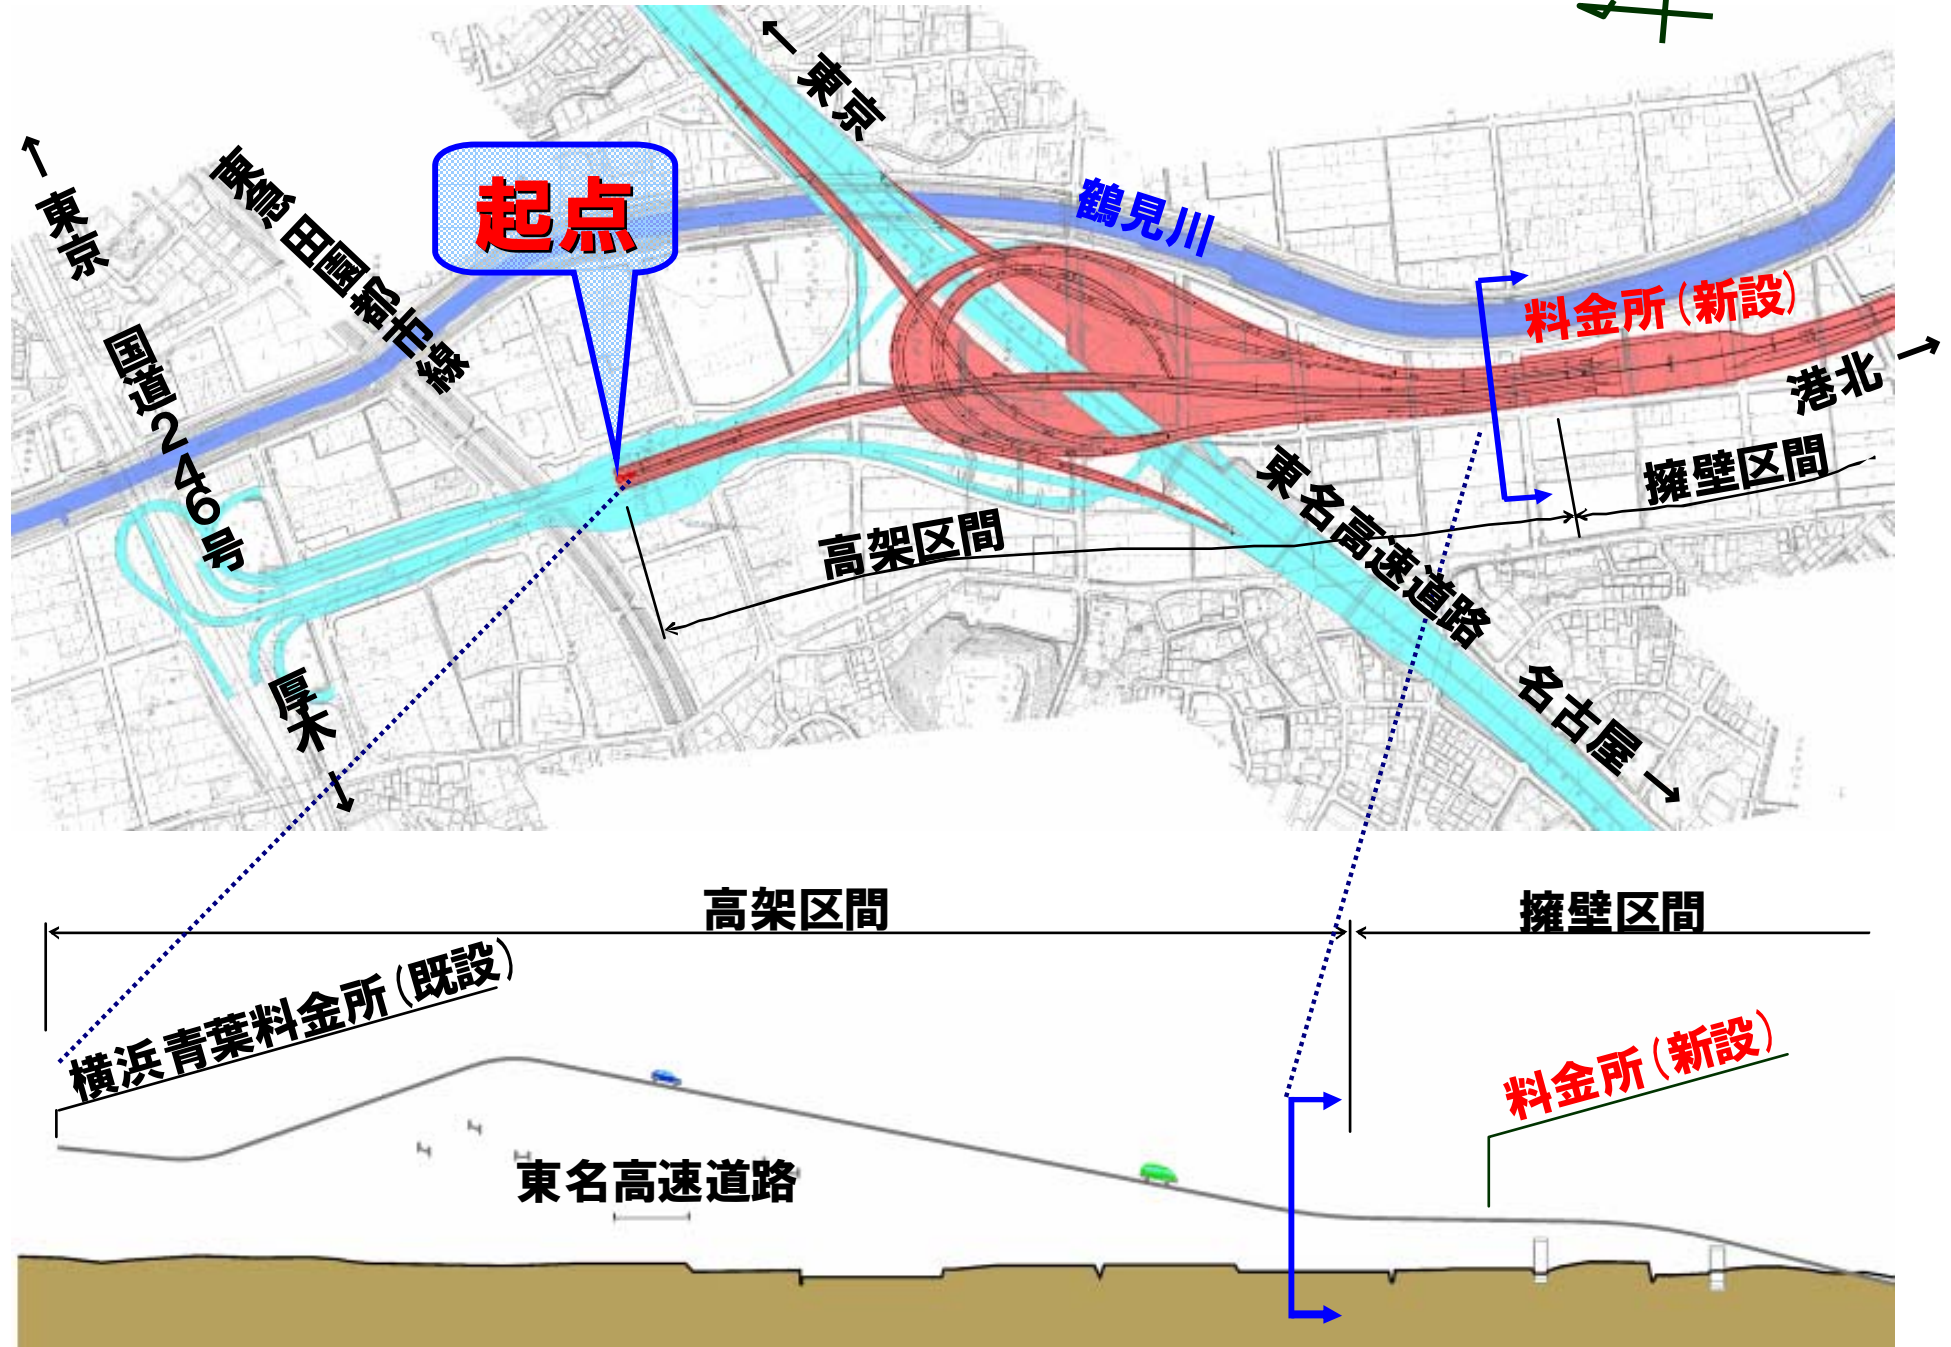 ←東京
←東京
東急田園都市線
起点
鶴見川
料金所(新設)
国道246号
港北→
擁壁区間
東名高速道路 名古屋→
高架区間
厚木→
高架区間
擁壁区間
横浜青葉料金所(既設)
料金所(新設)
東名高速道路